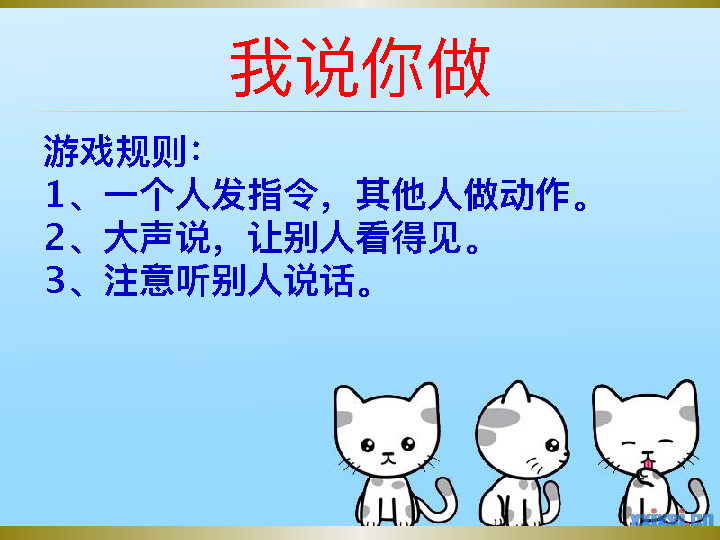 我说你做
游戏规则：
1、一个人发指令，其他人做动作。
2、大声说，让别人看得见。
3、注意听别人说话。